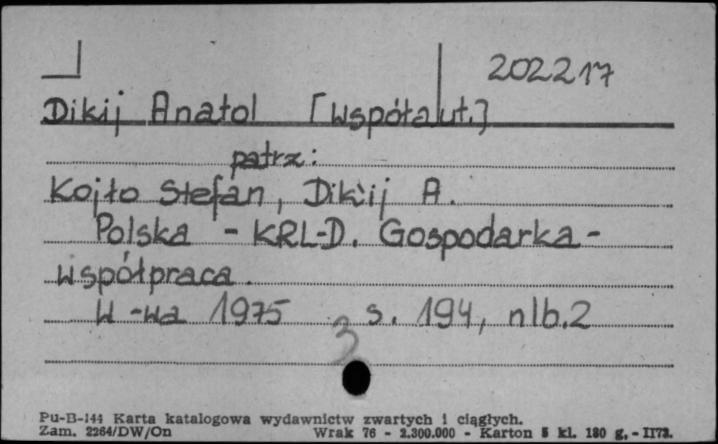 202217
Dikij Anatol [współaut.]
patrz:
Kojło Stefan, Dikij A.
Polska - KRL-D. Gospodarka -
współpraca.
W-wa 1975 s. 194, nlb. 2
3
Pu-B-144 Karta katalogowa wydawnictw zwartych i ciągłych.
Zam. 2264/DW/On Wrak 76 - 2.300.000 - Karton 5 kl. 180 g. - II73.